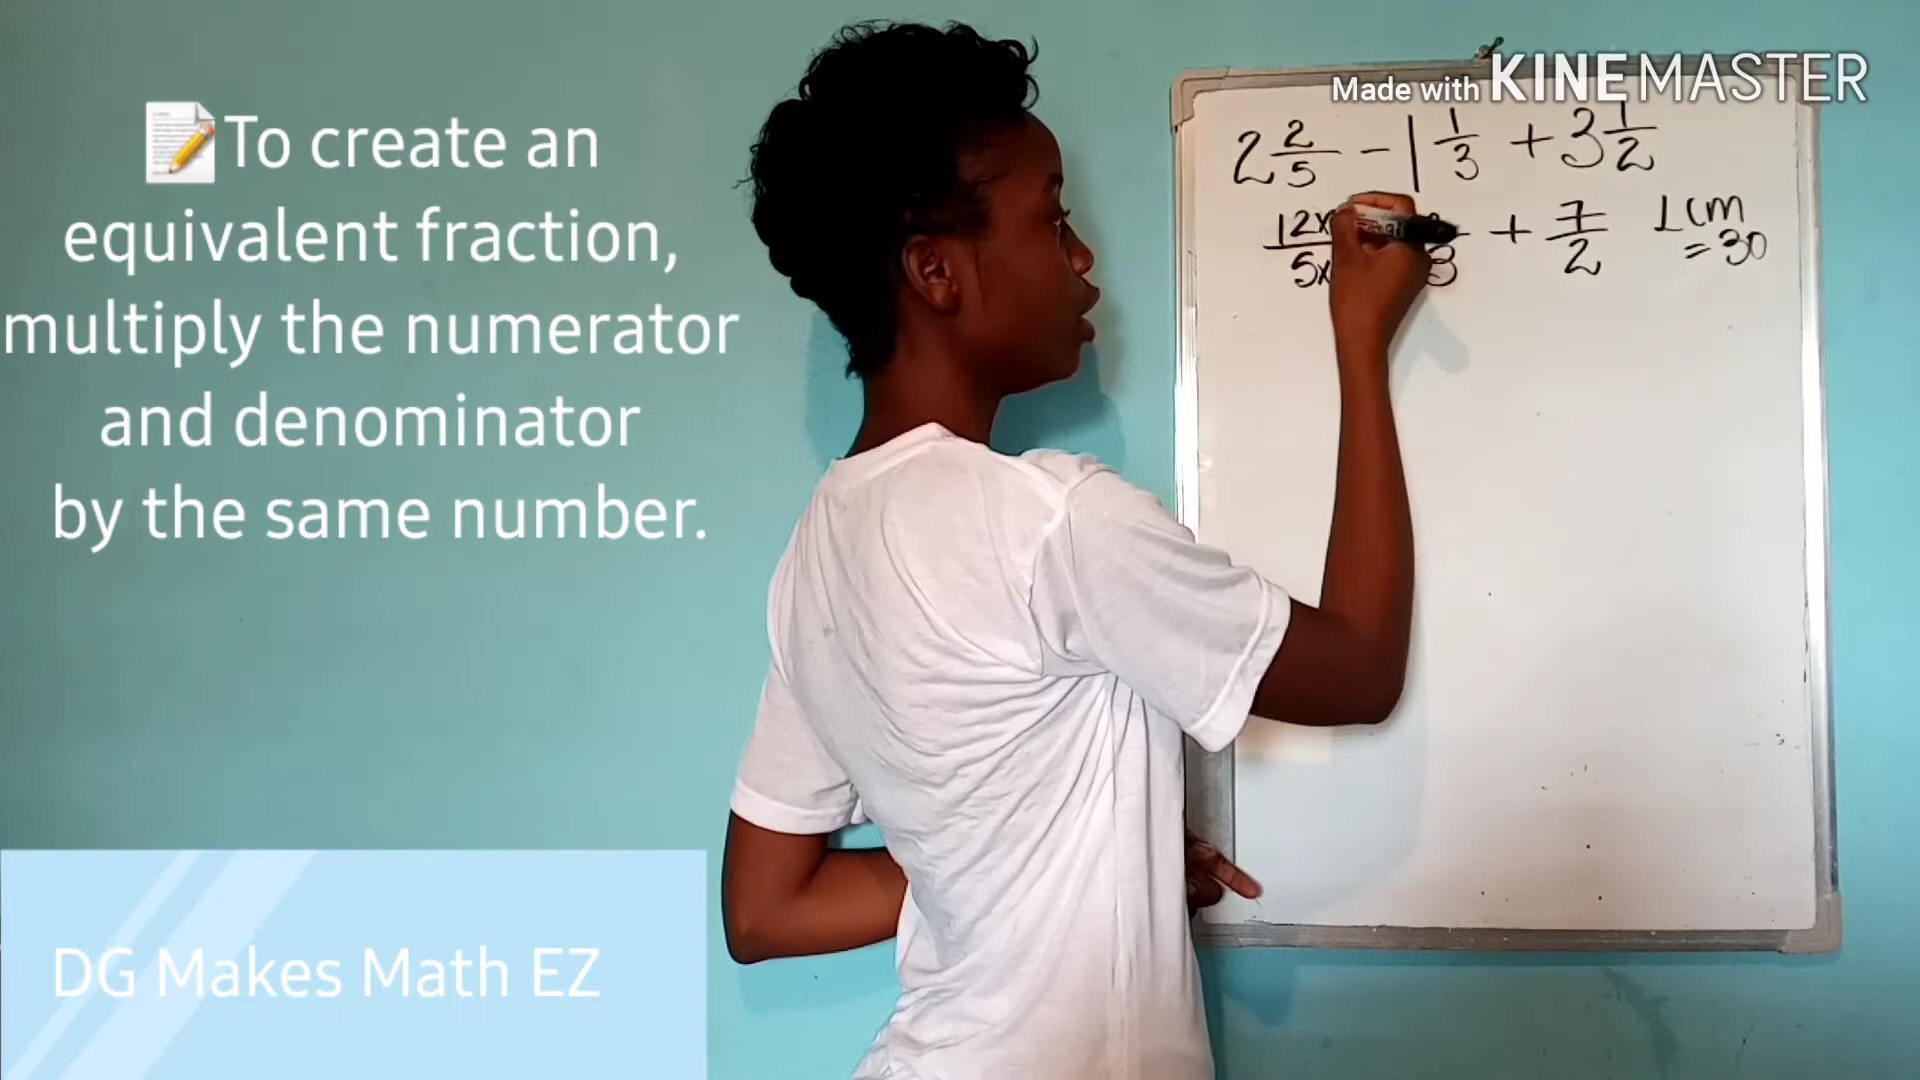 Made with KINEMASTER
📝To create an
equivalent fraction,
multiply the numerator
and denominator
by the same number.
2 2/5 - 1 1/3 + 3 1/2
12x/5x /3 + 7/2 Lcm
= 30
DG Makes Math EZ